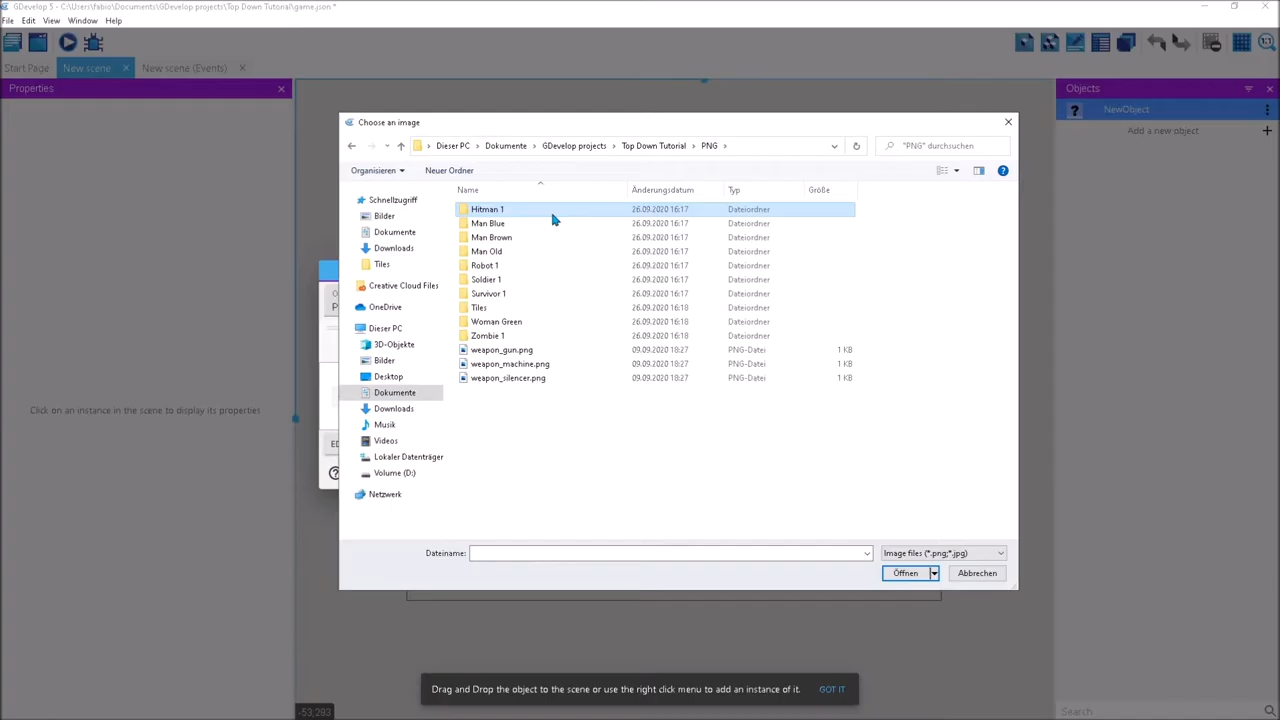 GDevelop 5 - C:\Users\fabio\Documents\GDevelop projects\Top Down Tutorial\game.json *
File Edit View Window Help
Start Page New scene New scene (Events)
Properties
Click on an instance in the scene to display its properties
Choose an image
Dieser PC Dokumente GDevelop projects Top Down Tutorial PNG "PNG" durchsuchen
Organisieren Neuer Ordner
Schnellzugriff
Bilder
Dokumente
Downloads
Tiles
Creative Cloud Files
OneDrive
Dieser PC
3D-Objekte
Bilder
Desktop
Dokumente
Downloads
Musik
Videos
Lokaler Datenträger
Volume (D:)
Netzwerk
Name Änderungsdatum Typ Größe
Hitman 1 26.09.2020 16:17 Dateiordner
Man Blue 26.09.2020 16:17 Dateiordner
Man Brown 26.09.2020 16:17 Dateiordner
Man Old 26.09.2020 16:17 Dateiordner
Robot 1 26.09.2020 16:17 Dateiordner
Soldier 1 26.09.2020 16:17 Dateiordner
Survivor 1 26.09.2020 16:17 Dateiordner
Tiles 26.09.2020 16:18 Dateiordner
Woman Green 26.09.2020 16:18 Dateiordner
Zombie 1 26.09.2020 16:18 Dateiordner
weapon_gun.png 09.09.2020 18:27 PNG-Datei 1 KB
weapon_machine.png 09.09.2020 18:27 PNG-Datei 1 KB
weapon_silencer.png 09.09.2020 18:27 PNG-Datei 1 KB
Dateiname: Image files (*.png;*.jpg)
Öffnen Abbrechen
Objects
NewObject
Add a new object
Drag and Drop the object to the scene or use the right click menu to add an instance of it. GOT IT
-53;283
Search
1:1